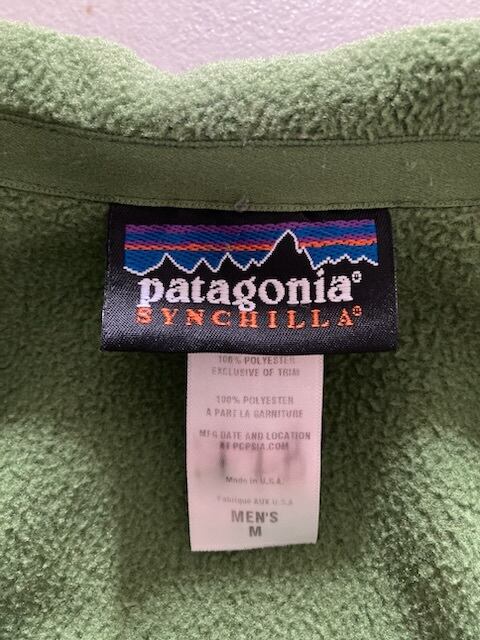 patagonia®
SYNCHILLA®
100% POLYESTER
EXCLUSIVE OF TRIM
100% POLYESTER
À PART LA GARNITURE
MFG DATE AND LOCATION
AT PCPSIA.COM
Made in U.S.A.
Fabriqué AUX U.S.A
MEN'S
M